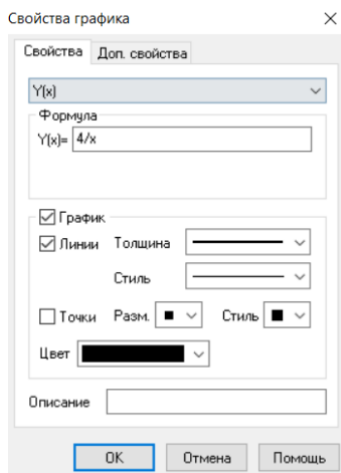 Свойства графика
Свойства Доп. свойства
Y(x)
Формула
Y(x)= 4/x
График
Линии Толщина
Стиль
Точки Разм. Стиль
Цвет
Описание
OK Отмена Помощь